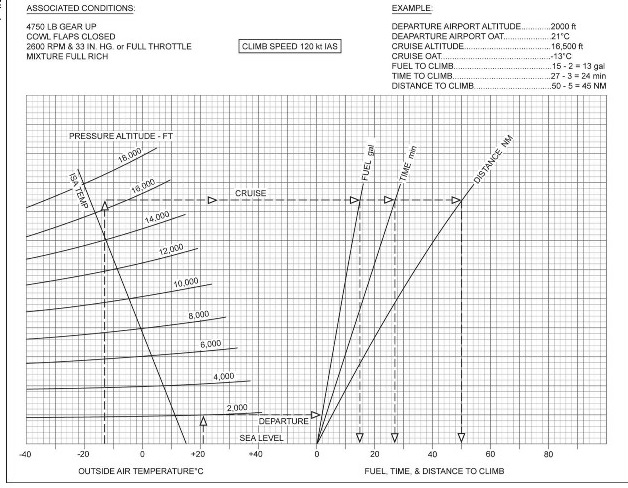 ASSOCIATED CONDITIONS:
4750 LB GEAR UP
COWL FLAPS CLOSED
2600 RPM & 33 IN. HG. or FULL THROTTLE
MIXTURE FULL RICH
CLIMB SPEED 120 kt IAS
EXAMPLE:
DEPARTURE AIRPORT ALTITUDE..........2000 ft
DEAPARTURE AIRPORT OAT..........21°C
CRUISE ALTITUDE..........16,500 ft
CRUISE OAT..........-13°C
FUEL TO CLIMB..........15 - 2 = 13 gal
TIME TO CLIMB..........27 - 3 = 24 min
DISTANCE TO CLIMB..........50 - 5 = 45 NM
PRESSURE ALTITUDE - FT
ISA TEMP
18,000
16,000
14,000
12,000
10,000
8,000
6,000
4,000
2,000
SEA LEVEL
CRUISE
DEPARTURE
FUEL gal
TIME min
DISTANCE NM
-40 -20 0 +20 +40 0 20 40 60 80
OUTSIDE AIR TEMPERATURE°C
FUEL, TIME, & DISTANCE TO CLIMB